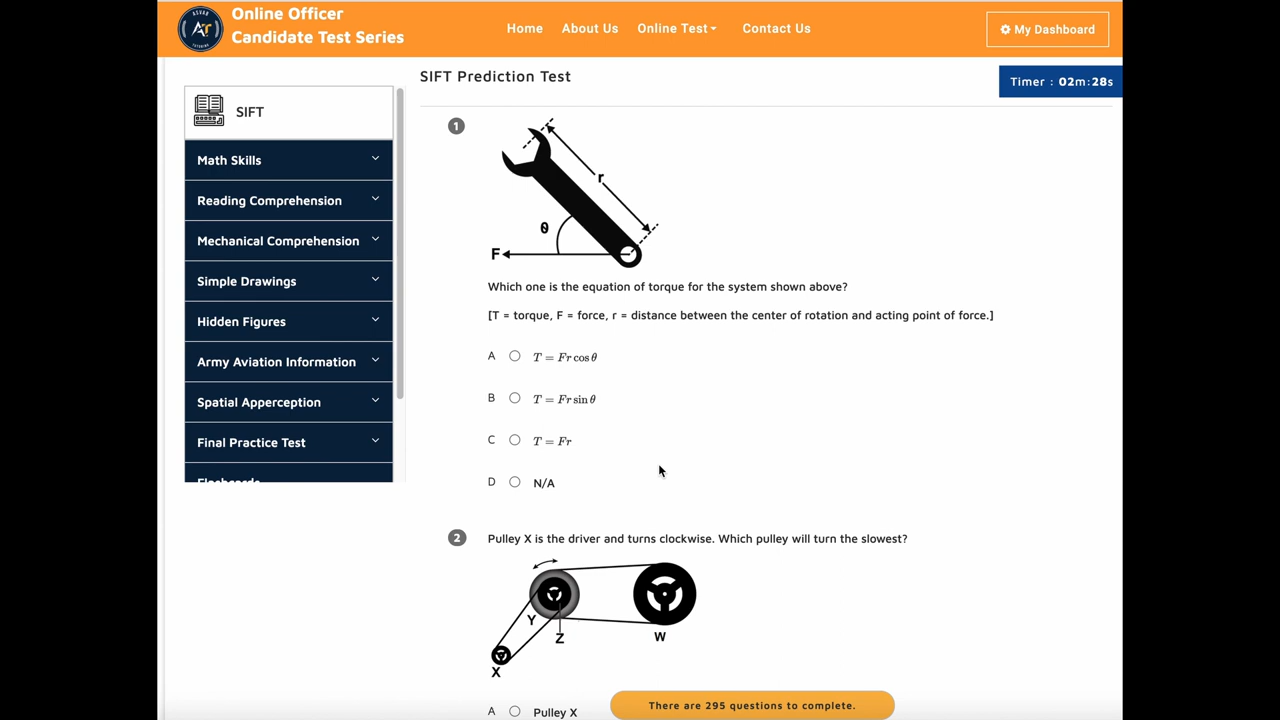 Online Officer
Candidate Test Series
Home
About Us
Online Test
Contact Us
My Dashboard
SIFT Prediction Test
Timer : 02m:28s
SIFT
Math Skills
Reading Comprehension
Mechanical Comprehension
Simple Drawings
Hidden Figures
Army Aviation Information
Spatial Apperception
Final Practice Test
1
r
θ
F
Which one is the equation of torque for the system shown above?
[T = torque, F = force, r = distance between the center of rotation and acting point of force.]
A T = Fr cos θ
B T = Fr sin θ
C T = Fr
D N/A
2 Pulley X is the driver and turns clockwise. Which pulley will turn the slowest?
Y
Z
W
X
A Pulley X
There are 295 questions to complete.